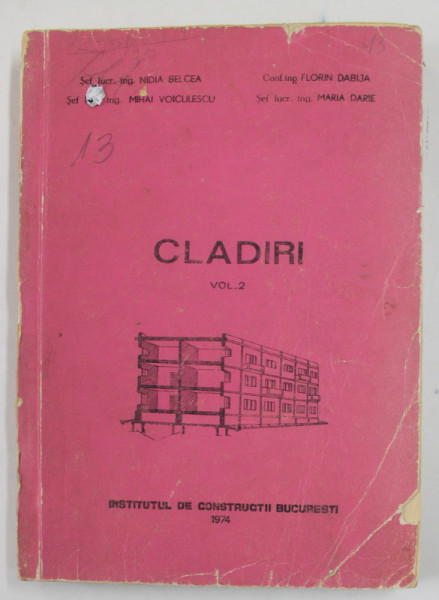 43
Şef lucr. ing. NIDIA BELCEA
Conf.ing. FLORIN DABIJA
Şef ing. MIHAI VOICULESCU
Şef lucr. ing. MARIA DARIE
13
CLADIRI
VOL.2
INSTITUTUL DE CONSTRUCTII BUCURESTI
1974